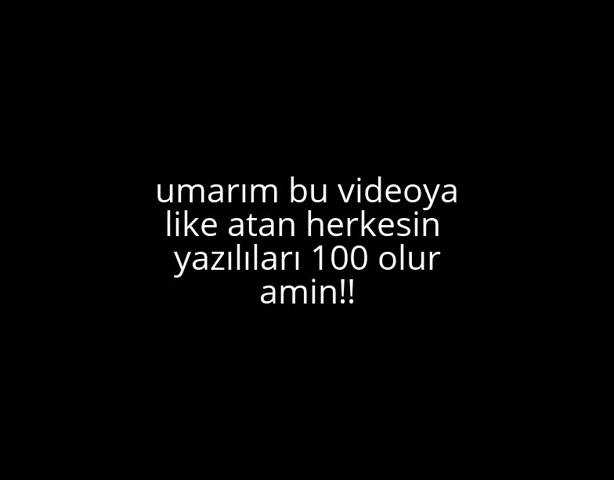 umarım bu videoya
like atan herkesin
yazılıları 100 olur
amin!!